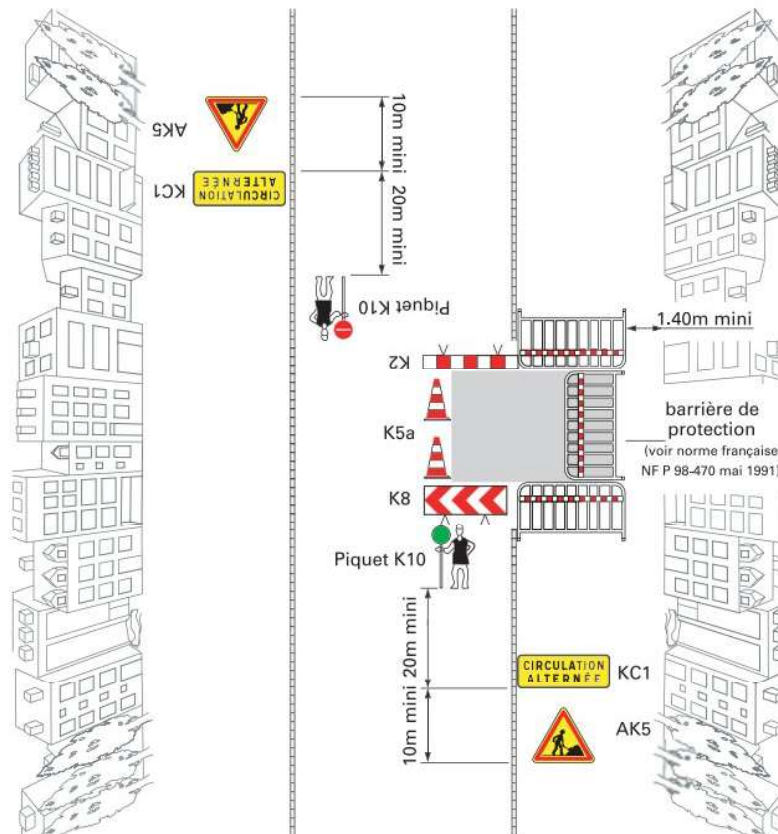 10m mini
AK5
KC1
CIRCULATION
ALTERNÉE
20m mini
Piquet K10
1.40m mini
K2
K5a
barrière de
protection
(voir norme française
NF P 98-470 mai 1991)
K8
Piquet K10
20m mini
CIRCULATION
ALTERNÉE
KC1
10m mini
AK5